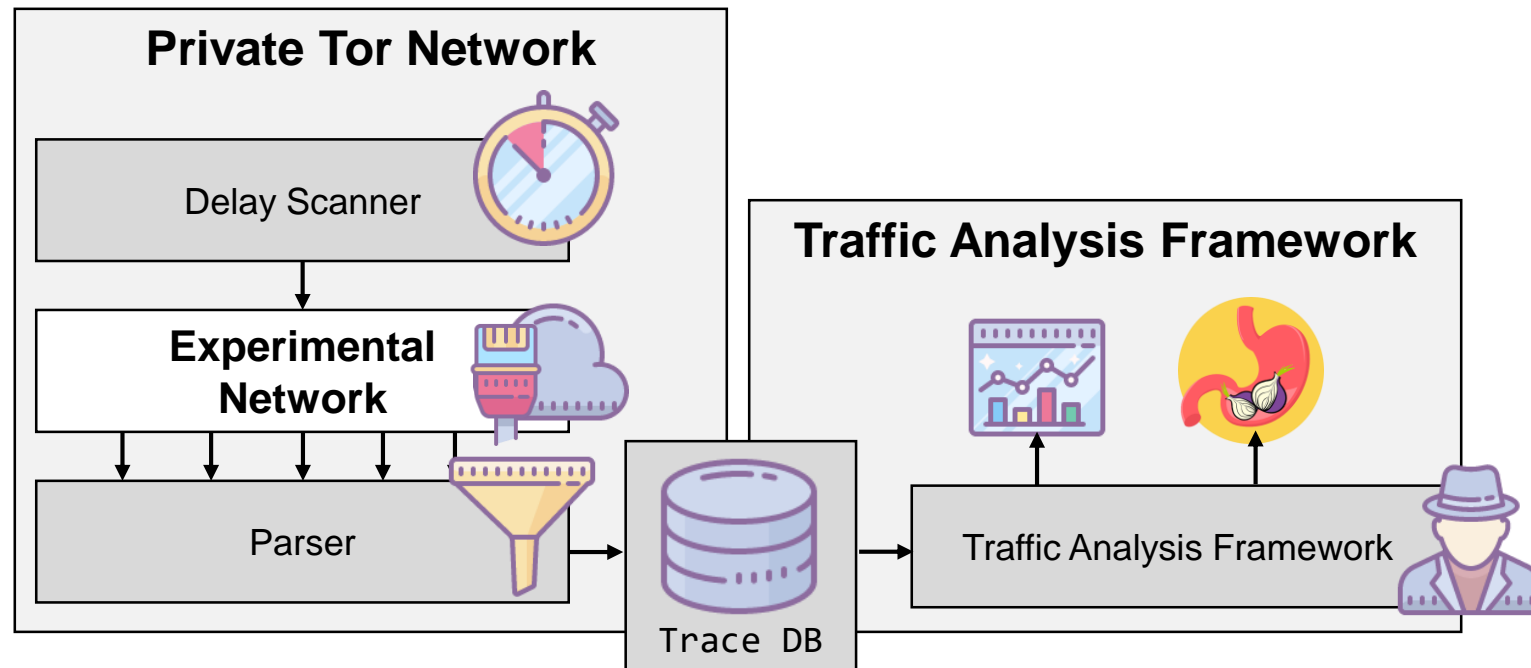 Private Tor Network
Delay Scanner
Experimental
Network
Parser
Trace DB
Traffic Analysis Framework
Traffic Analysis Framework